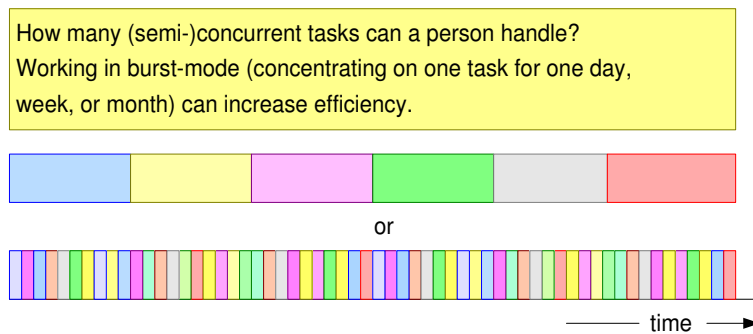 How many (semi-)concurrent tasks can a person handle?
Working in burst-mode (concentrating on one task for one day,
week, or month) can increase efficiency.
or
time